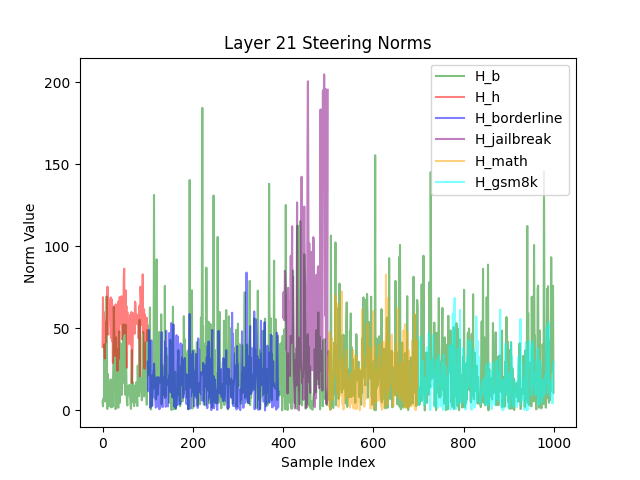 Layer 21 Steering Norms
Norm Value
200
150
100
50
0
H_b
H_h
H_borderline
H_jailbreak
H_math
H_gsm8k
0
200
400
600
800
1000
Sample Index